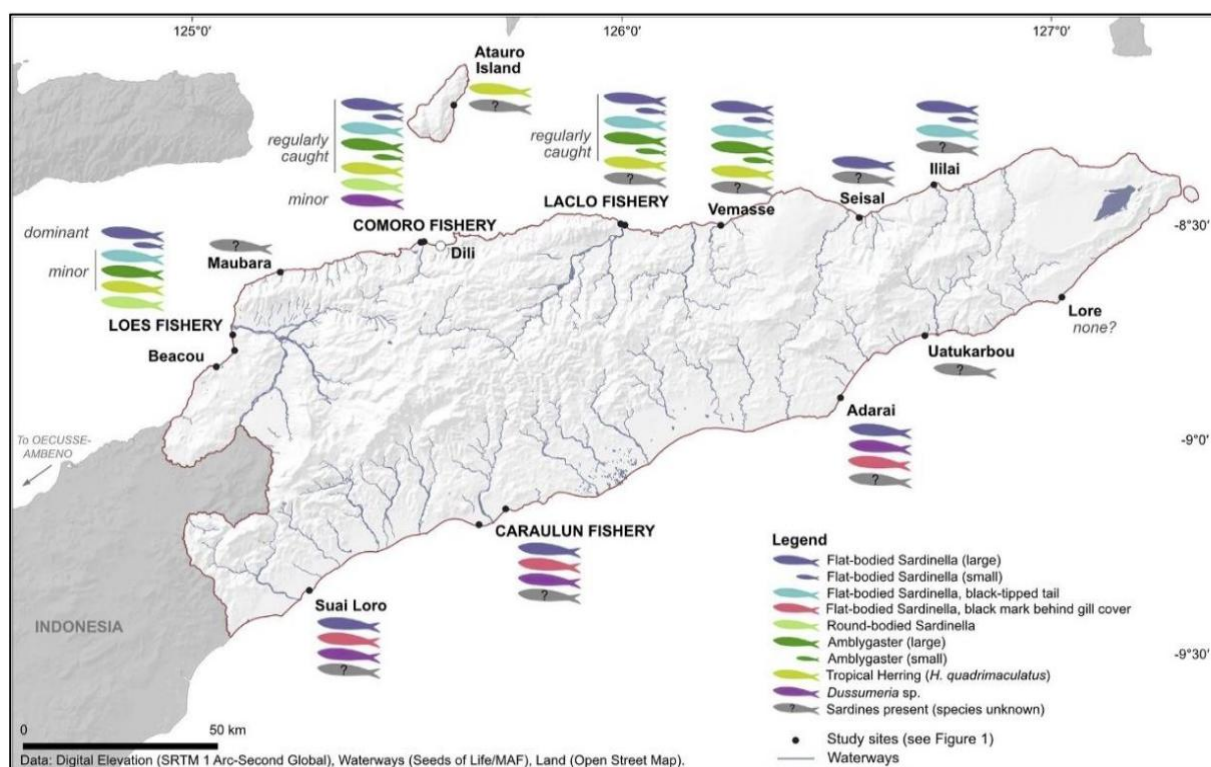 125°0'
126°0'
127°0'
Atauro
Island
?
regularly
caught
minor
regularly
caught
?
?
?
?
Ililai
Seisal
LACLO FISHERY
Vemasse
COMORO FISHERY
Dili
-8°30'
dominant
minor
?
Maubara
LOES FISHERY
Beacou
Lore
none?
Uatukarbou
?
Adarai
?
To OECUSSE-
AMBENO
-9°0'
CARAULUN FISHERY
?
Suai Loro
?
INDONESIA
-9°30'
Legend
Flat-bodied Sardinella (large)
Flat-bodied Sardinella (small)
Flat-bodied Sardinella, black-tipped tail
Flat-bodied Sardinella, black mark behind gill cover
Round-bodied Sardinella
Amblygaster (large)
Amblygaster (small)
Tropical Herring (H. quadrimaculatus)
Dussumeria sp.
? Sardines present (species unknown)
Study sites (see Figure 1)
Waterways
0 50 km
Data: Digital Elevation (SRTM 1 Arc-Second Global), Waterways (Seeds of Life/MAF), Land (Open Street Map).